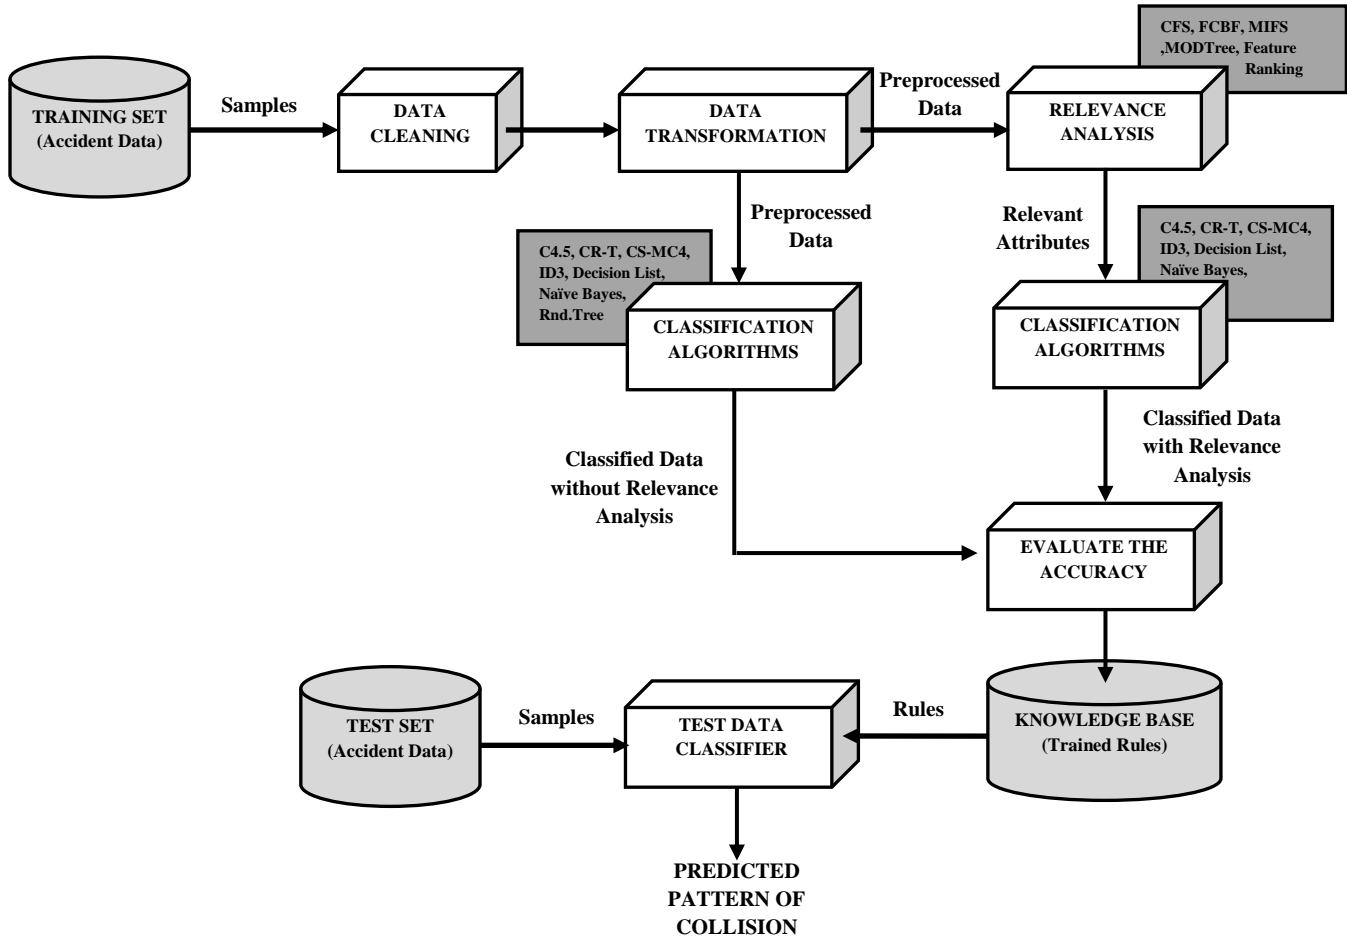 CFS, FCBF, MIFS
,MODTree, Feature
Ranking
TRAINING SET
(Accident Data)
Samples
DATA
CLEANING
DATA
TRANSFORMATION
Preprocessed
Data
RELEVANCE
ANALYSIS
Preprocessed
Data
Relevant
Attributes
C4.5, CR-T, CS-MC4,
ID3, Decision List,
Naïve Bayes,
Rnd.Tree
CLASSIFICATION
ALGORITHMS
C4.5, CR-T, CS-MC4,
ID3, Decision List,
Naïve Bayes,
CLASSIFICATION
ALGORITHMS
Classified Data
without Relevance
Analysis
Classified Data
with Relevance
Analysis
EVALUATE THE
ACCURACY
TEST SET
(Accident Data)
Samples
TEST DATA
CLASSIFIER
Rules
KNOWLEDGE BASE
(Trained Rules)
PREDICTED
PATTERN OF
COLLISION